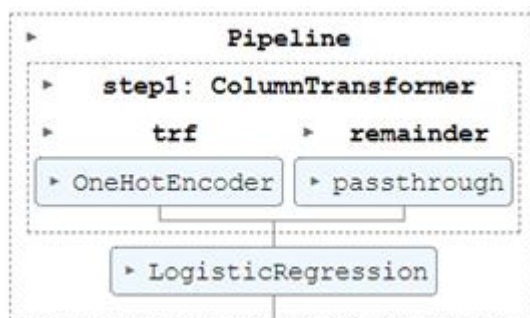 Pipeline
step1: ColumnTransformer
trf remainder
OneHotEncoder passthrough
LogisticRegression